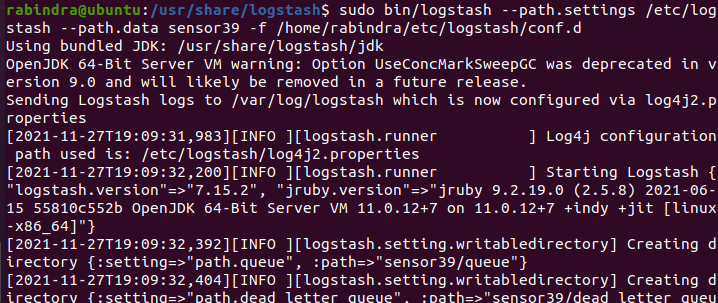 rabindra@ubuntu:/usr/share/logstash$ sudo bin/logstash --path.settings /etc/log
stash --path.data sensor39 -f /home/rabindra/etc/logstash/conf.d
Using bundled JDK: /usr/share/logstash/jdk
OpenJDK 64-Bit Server VM warning: Option UseConcMarkSweepGC was deprecated in v
ersion 9.0 and will likely be removed in a future release.
Sending Logstash logs to /var/log/logstash which is now configured via log4j2.p
roperties
[2021-11-27T19:09:31,983][INFO ][logstash.runner          ] Log4j configuration
 path used is: /etc/logstash/log4j2.properties
[2021-11-27T19:09:32,200][INFO ][logstash.runner          ] Starting Logstash {
"logstash.version"=>"7.15.2", "jruby.version"=>"jruby 9.2.19.0 (2.5.8) 2021-06-
15 55810c552b OpenJDK 64-Bit Server VM 11.0.12+7 on 11.0.12+7 +indy +jit [linux
-x86_64]"}
[2021-11-27T19:09:32,392][INFO ][logstash.setting.writabledirectory] Creating d
irectory {:setting=>"path.queue", :path=>"sensor39/queue"}
[2021-11-27T19:09:32,404][INFO ][logstash.setting.writabledirectory] Creating d
irectory {:setting=>"path.dead_letter_queue", :path=>"sensor39/dead_letter_que